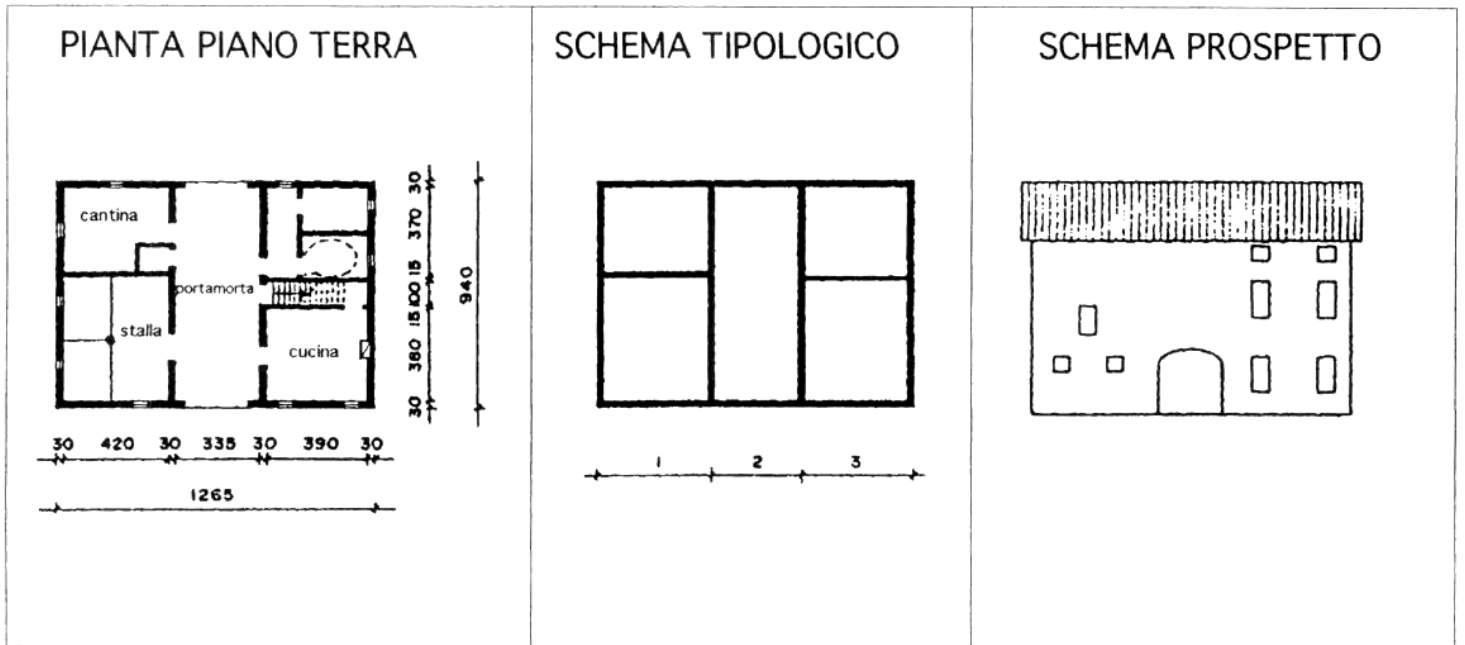 PIANTA PIANO TERRA
cantina
portamorta
stalla
cucina
30
370
15
100
15
380
30
940
30 420 30 335 30 390 30
1265
SCHEMA TIPOLOGICO
1 2 3
SCHEMA PROSPETTO